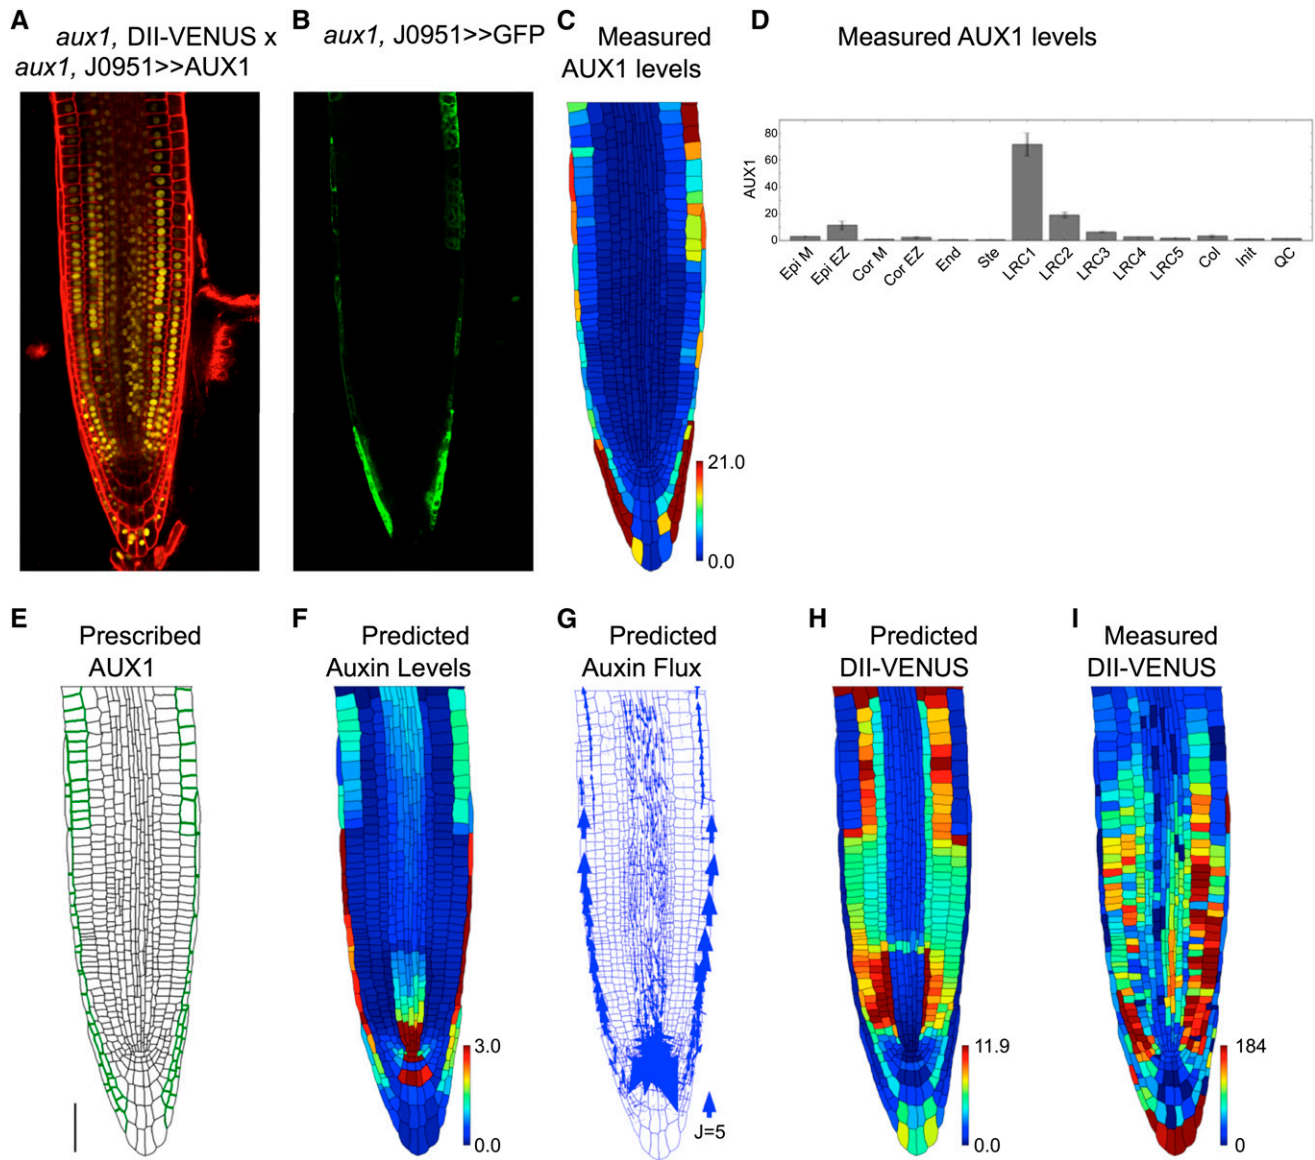 A
aux1, DII-VENUS x
aux1, J0951>>AUX1
B
aux1, J0951>>GFP
C
Measured
AUX1 levels
21.0
0.0
D
Measured AUX1 levels
AUX1
80
60
40
20
0
Epi M
Epi EZ
Cor M
Cor EZ
End
Ste
LRC1
LRC2
LRC3
LRC4
LRC5
Col
Init
QC
E
Prescribed
AUX1
F
Predicted
Auxin Levels
3.0
0.0
G
Predicted
Auxin Flux
J=5
H
Predicted
DII-VENUS
11.9
0.0
I
Measured
DII-VENUS
184
0